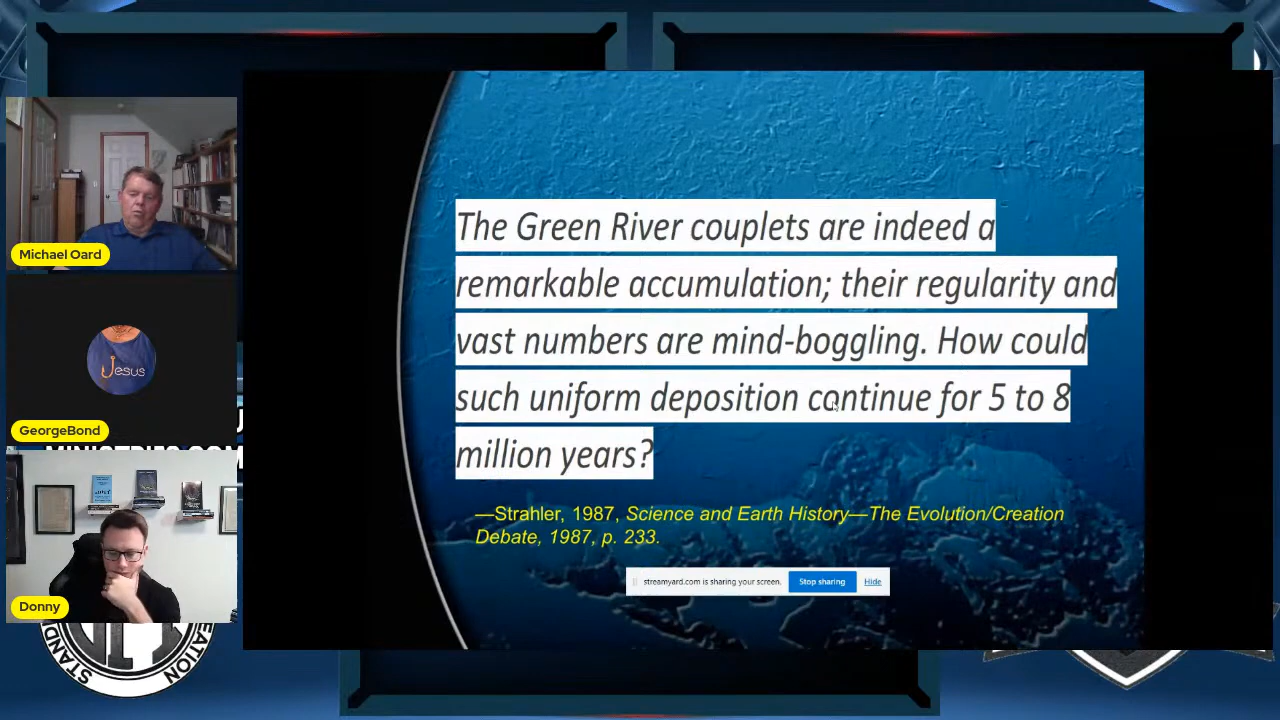 The Green River couplets are indeed a
remarkable accumulation; their regularity and
vast numbers are mind-boggling. How could
such uniform deposition continue for 5 to 8
million years?
—Strahler, 1987, Science and Earth History—The Evolution/Creation
Debate, 1987, p. 233.
streamyard.com is sharing your screen. Stop sharing Hide
Michael Oard
Jesus
GeorgeBond
Donny